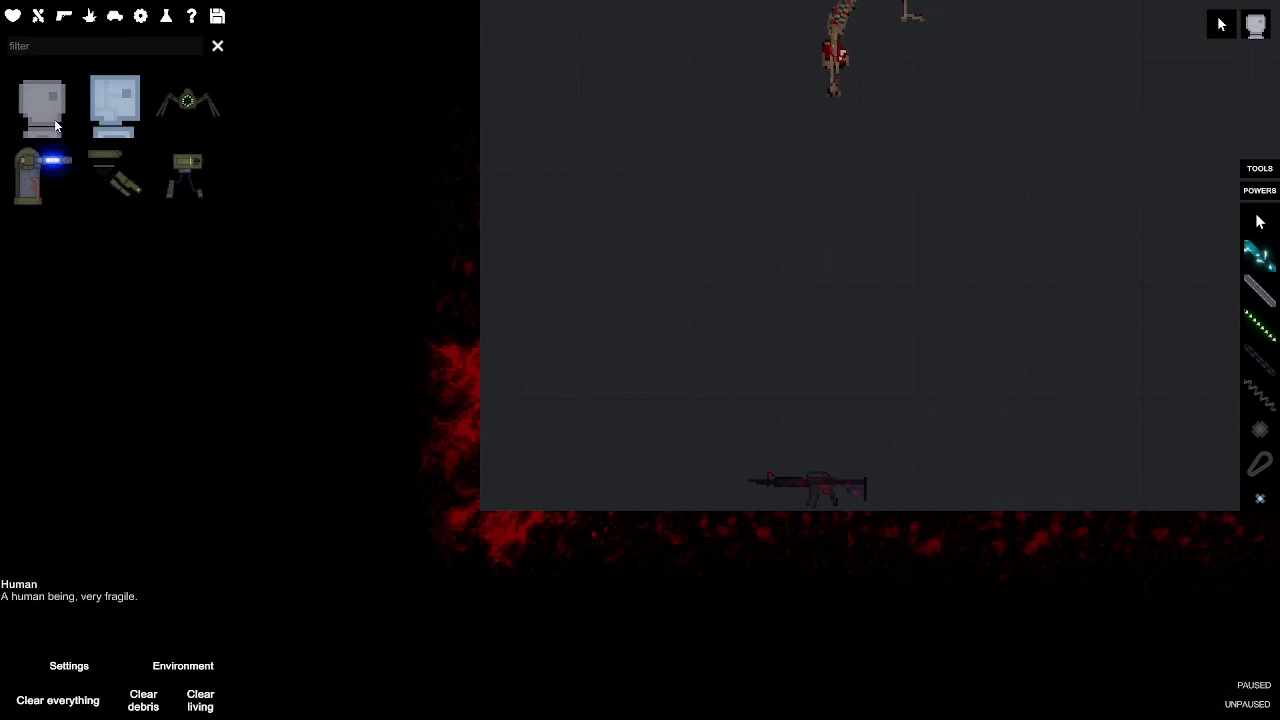 ?
filter
TOOLS
POWERS
Human
A human being, very fragile.
Settings
Environment
Clear everything
Clear
debris
Clear
living
PAUSED
UNPAUSED